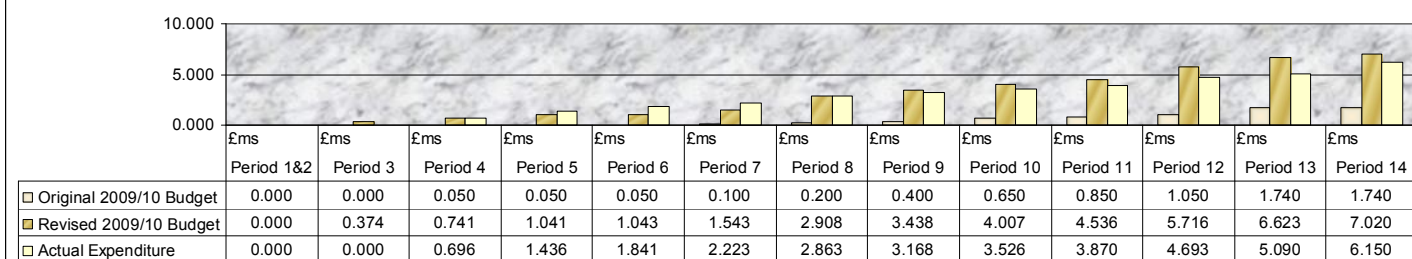 10.000
5.000
0.000
£ms £ms £ms £ms £ms £ms £ms £ms £ms £ms £ms £ms £ms
Period 1&2 Period 3 Period 4 Period 5 Period 6 Period 7 Period 8 Period 9 Period 10 Period 11 Period 12 Period 13 Period 14
Original 2009/10 Budget 0.000 0.000 0.050 0.050 0.050 0.100 0.200 0.400 0.650 0.850 1.050 1.740 1.740
Revised 2009/10 Budget 0.000 0.374 0.741 1.041 1.043 1.543 2.908 3.438 4.007 4.536 5.716 6.623 7.020
Actual Expenditure 0.000 0.000 0.696 1.436 1.841 2.223 2.863 3.168 3.526 3.870 4.693 5.090 6.150